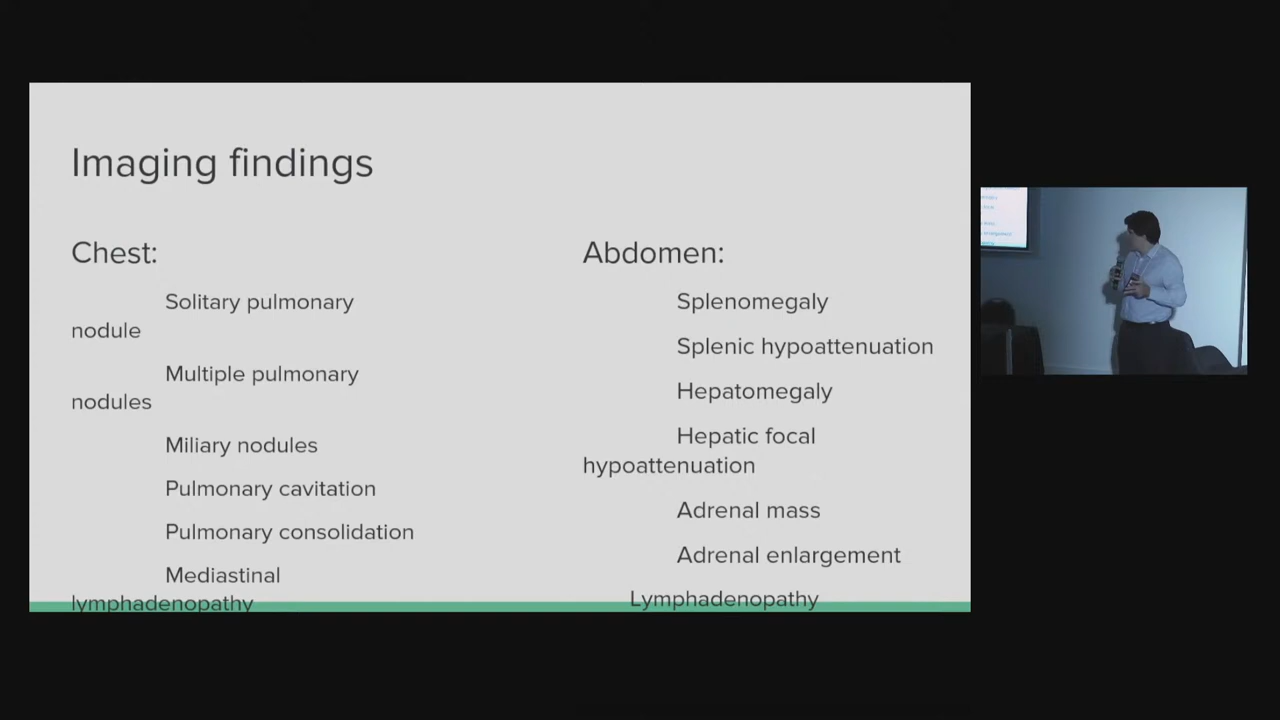 Imaging findings
Chest:
Solitary pulmonary
nodule
Multiple pulmonary
nodules
Miliary nodules
Pulmonary cavitation
Pulmonary consolidation
Mediastinal
lymphadenopathy
Abdomen:
Splenomegaly
Splenic hypoattenuation
Hepatomegaly
Hepatic focal
hypoattenuation
Adrenal mass
Adrenal enlargement
Lymphadenopathy